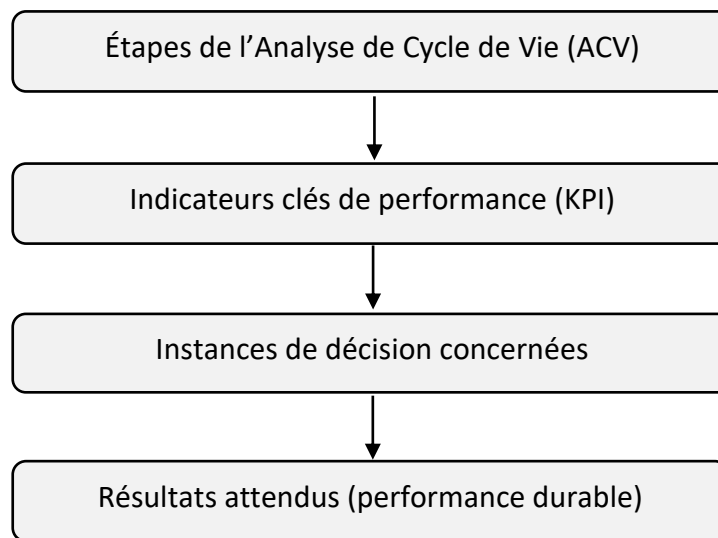 Étapes de l’Analyse de Cycle de Vie (ACV)
Indicateurs clés de performance (KPI)
Instances de décision concernées
Résultats attendus (performance durable)